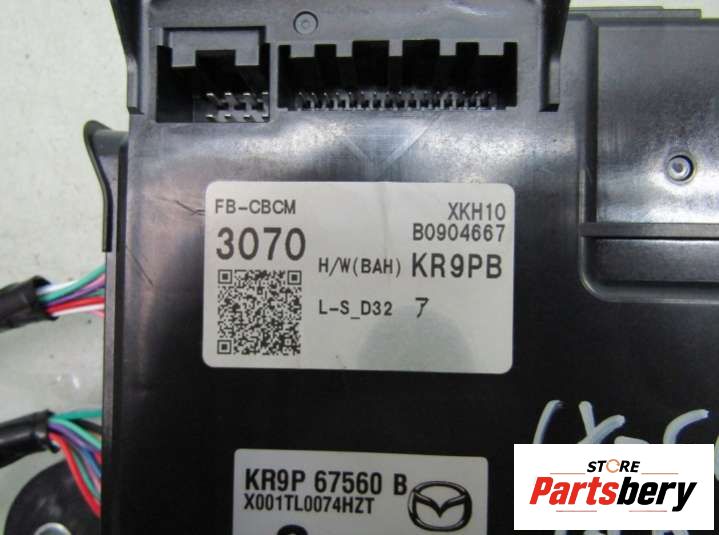 FB-CBCM XKH10
3070 B0904667
H/W(BAH) KR9PB
L-S_D32 7
KR9P 67560 B
X001TL0074HZT
STORE
Partsbery